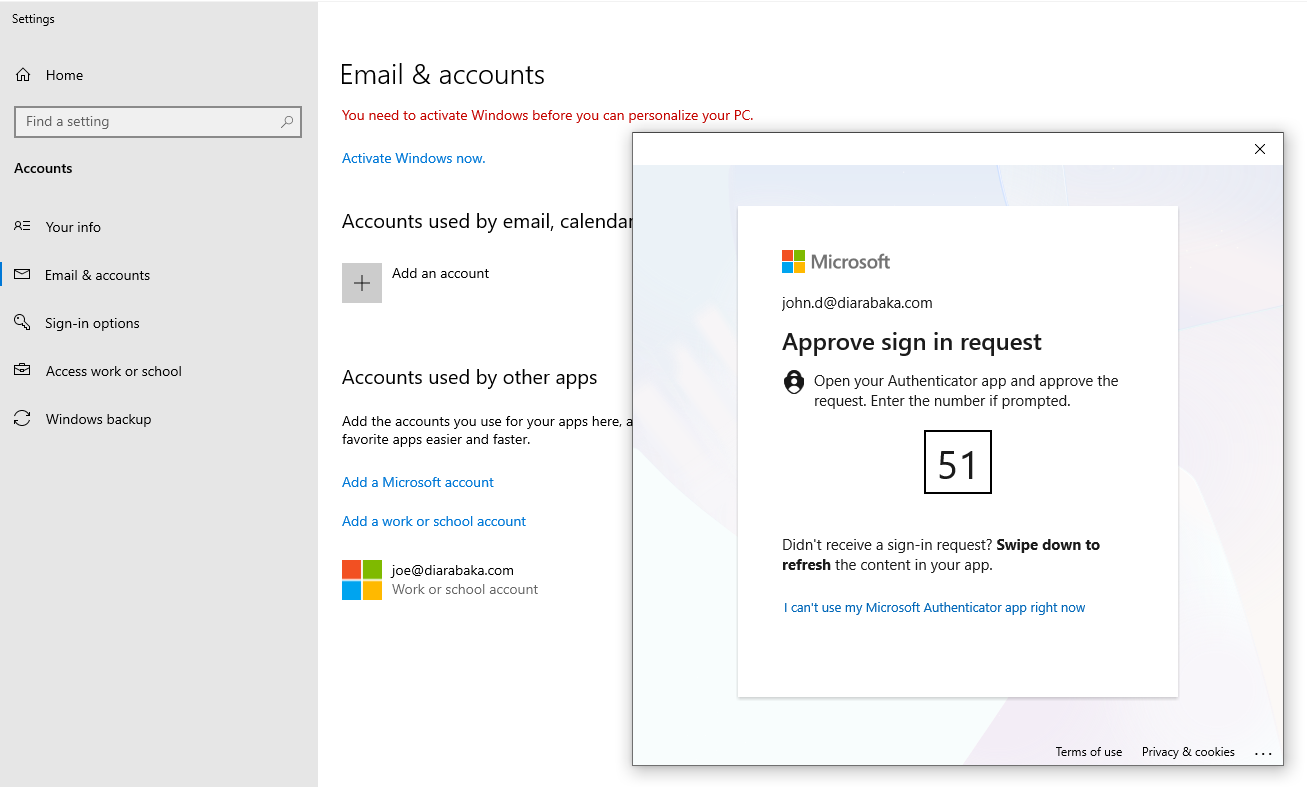 Settings
Home
Find a setting
Accounts
Your info
Email & accounts
Sign-in options
Access work or school
Windows backup
Email & accounts
You need to activate Windows before you can personalize your PC.
Activate Windows now.
Accounts used by email, calendar
Add an account
Accounts used by other apps
Add the accounts you use for your apps here, a
favorite apps easier and faster.
Add a Microsoft account
Add a work or school account
joe@diarabaka.com
Work or school account
Microsoft
john.d@diarabaka.com
Approve sign in request
Open your Authenticator app and approve the
request. Enter the number if prompted.
51
Didn't receive a sign-in request? Swipe down to
refresh the content in your app.
I can't use my Microsoft Authenticator app right now
Terms of use
Privacy & cookies
...